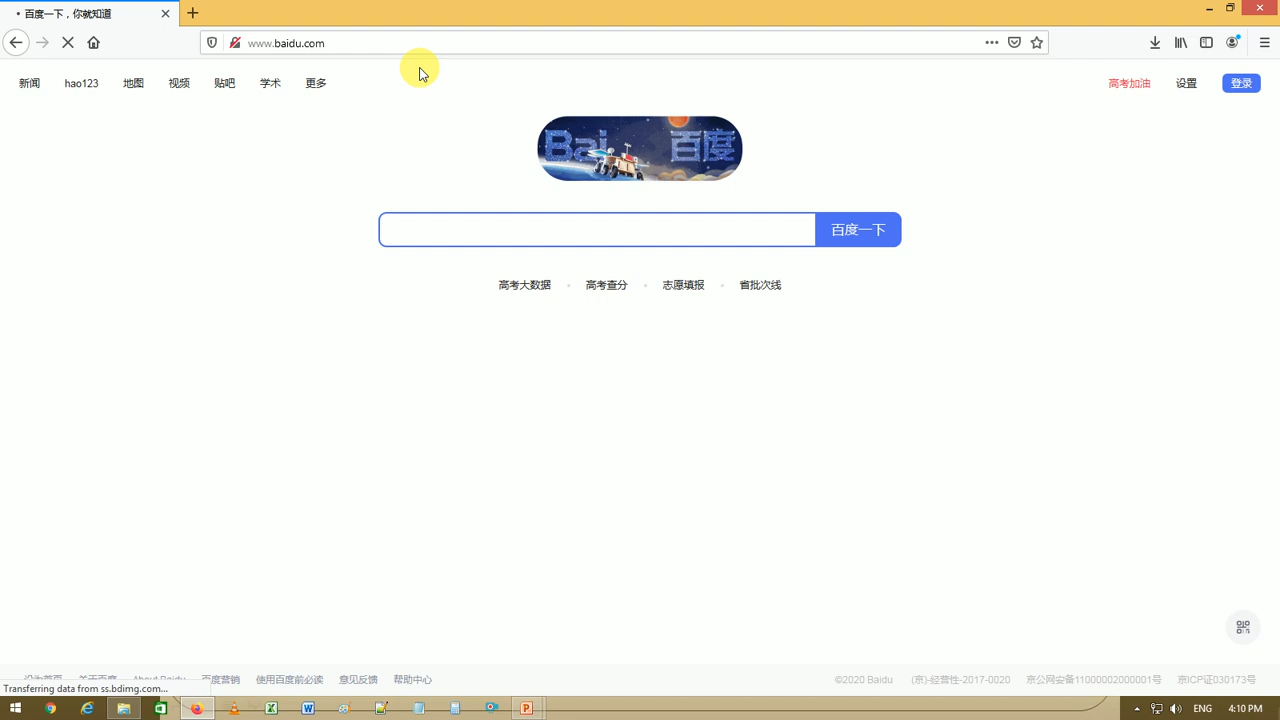 • 百度一下，你就知道
www.baidu.com
新闻 hao123 地图 视频 贴吧 学术 更多
高考加油 设置 登录
Bai 百度
百度一下
高考大数据 高考查分 志愿填报 省批次线
设为首页 关于百度 About Baidu 百度营销 使用百度前必读 意见反馈 帮助中心
©2020 Baidu (京)-经营性-2017-0020 京公网安备11000002000001号 京ICP证030173号
Transferring data from ss.bdimg.com...
ENG 4:10 PM